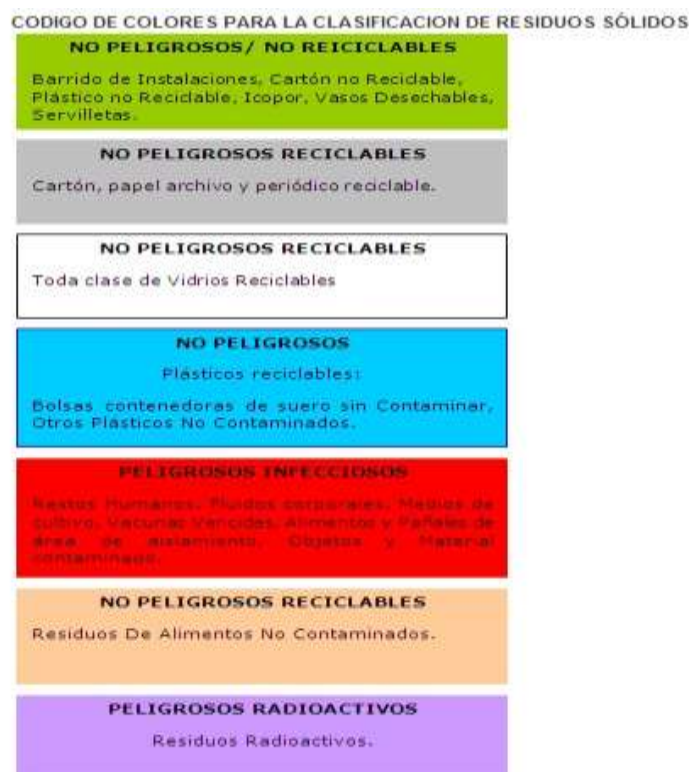 CODIGO DE COLORES PARA LA CLASIFICACION DE RESIDUOS SÓLIDOS
NO PELIGROSOS/ NO REICICLABLES
Barrido de Instalaciones, Cartón no Reciclable,
Plástico no Reciclable, Icopor, Vasos Desechables,
Servilletas.
NO PELIGROSOS RECICLABLES
Cartón, papel archivo y periódico reciclable.
NO PELIGROSOS RECICLABLES
Toda clase de Vidrios Reciclables
NO PELIGROSOS
Plásticos reciclables:
Bolsas contenedoras de suero sin Contaminar,
Otros Plásticos No Contaminados.
PELIGROSOS INFECCIOSOS
Restos Humanos, Fluidos corporales, Medios de
cultivo, Vacunas Vencidas, Alimentos y Pañales de
área de aislamiento, Objetos y Material
contaminado.
NO PELIGROSOS RECICLABLES
Residuos De Alimentos No Contaminados.
PELIGROSOS RADIOACTIVOS
Residuos Radioactivos.